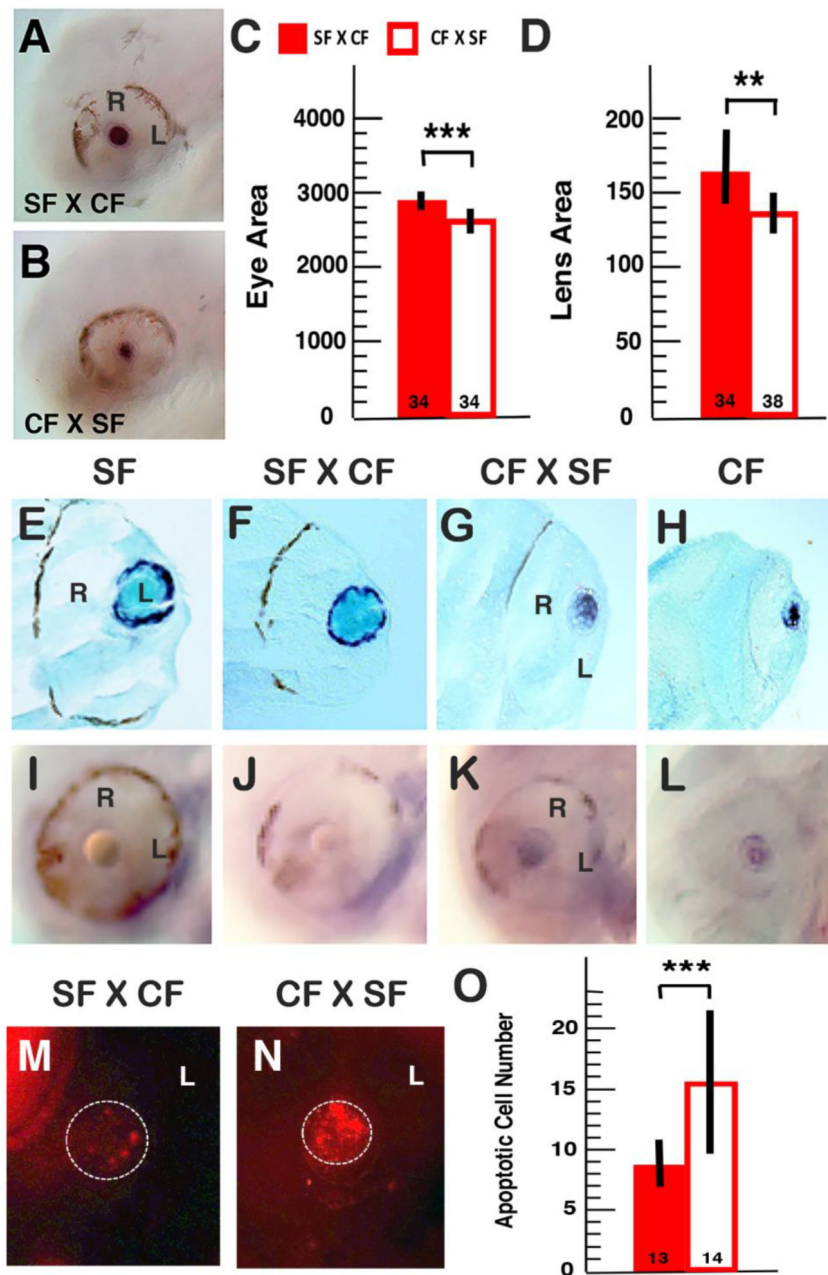 A
R
L
SF X CF
B
CF X SF
C
SF X CF
CF X SF
Eye Area
4000
3000
2000
1000
0
***
34
34
D
Lens Area
200
150
100
50
0
**
34
38
SF
SF X CF
CF X SF
CF
E
R
L
F
G
R
L
H
I
R
L
J
K
R
L
L
SF X CF
CF X SF
M
L
N
L
O
Apoptotic Cell Number
20
15
10
5
0
***
13
14